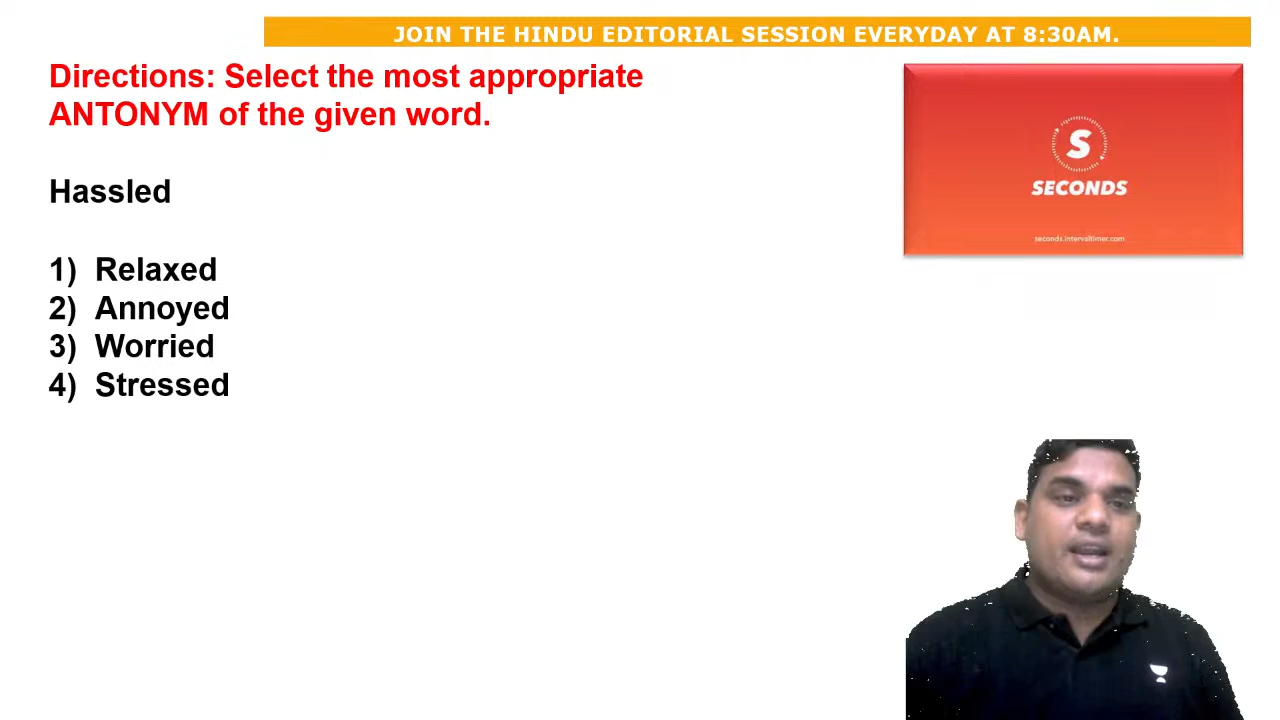 JOIN THE HINDU EDITORIAL SESSION EVERYDAY AT 8:30AM.
Directions: Select the most appropriate
ANTONYM of the given word.
Hassled
1) Relaxed
2) Annoyed
3) Worried
4) Stressed
S
SECONDS
seconds.intervaltimer.com